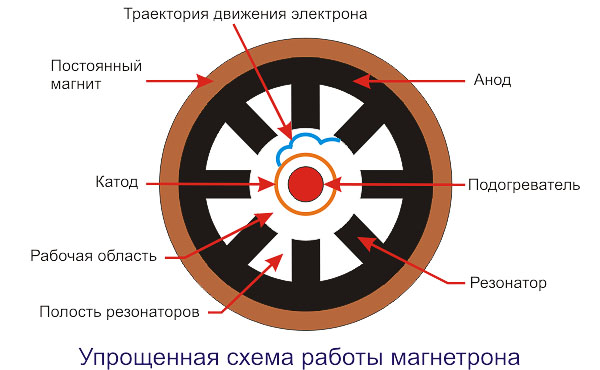 Траектория движения электрона
Постоянный
магнит
Анод
Катод
Подогреватель
Рабочая область
Резонатор
Полость резонаторов
Упрощенная схема работы магнетрона